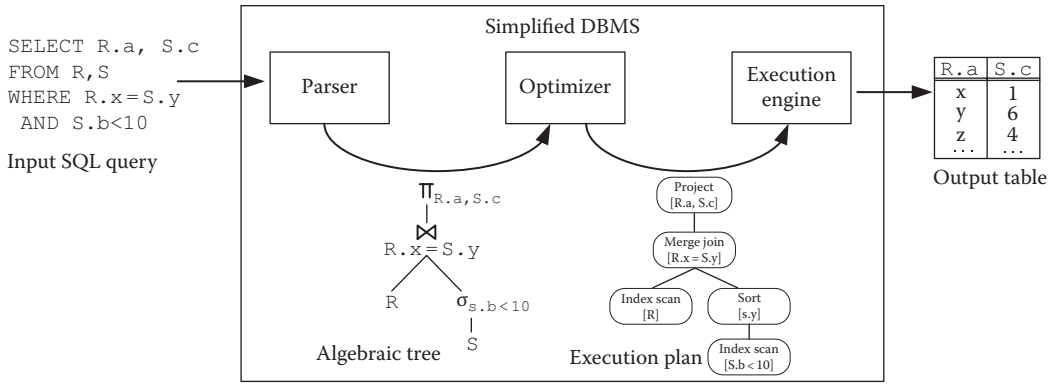 Simplified DBMS
SELECT R.a, S.c
FROM R,S
WHERE R.x=S.y
AND S.b<10
Input SQL query
Parser
Optimizer
Execution
engine
R.a S.c
x 1
y 6
z 4
... ...
Output table
π R.a,S.c
⋈
R.x=S.y
R
σ s.b<10
S
Algebraic tree
Project
[R.a, S.c]
Merge join
[R.x = S.y]
Index scan
[R]
Sort
[s.y]
Index scan
[S.b < 10]
Execution plan